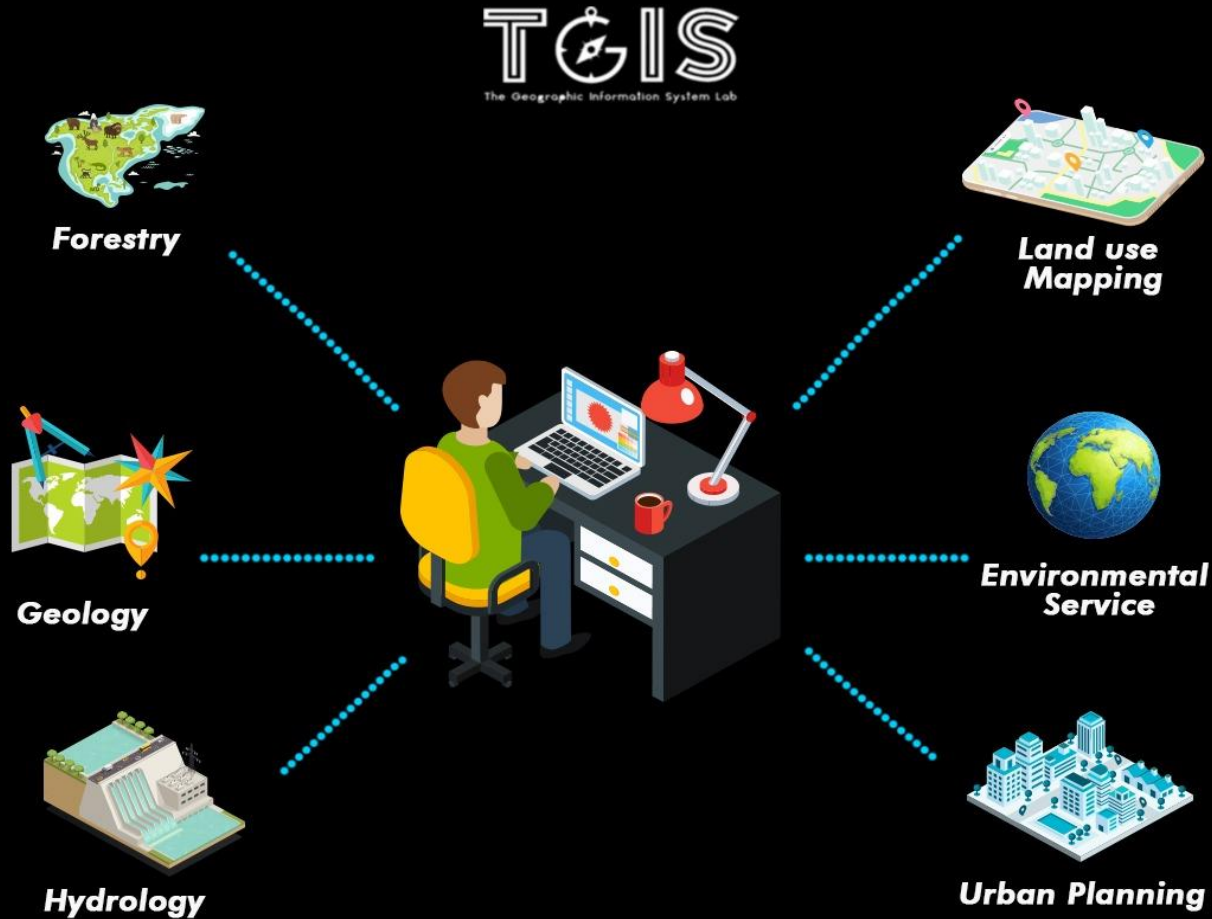 TGIS
The Geographic Information System Lab
Forestry
Land use
Mapping
Geology
Environmental
Service
Hydrology
Urban Planning